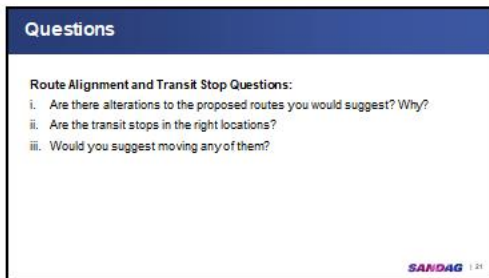 Questions
Route Alignment and Transit Stop Questions:
i. Are there alterations to the proposed routes you would suggest? Why?
ii. Are the transit stops in the right locations?
iii. Would you suggest moving any of them?
SANDAG | 21